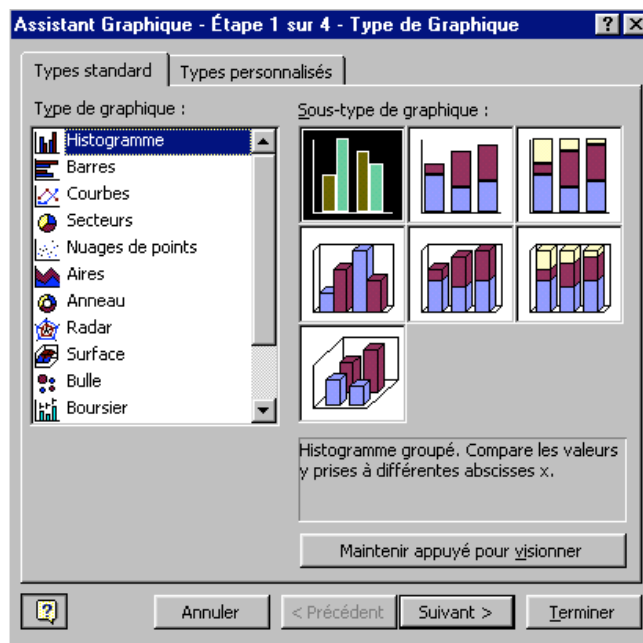 Assistant Graphique - Étape 1 sur 4 - Type de Graphique
Types standard
Types personnalisés
Type de graphique :
Histogramme
Barres
Courbes
Secteurs
Nuages de points
Aires
Anneau
Radar
Surface
Bulle
Boursier
Sous-type de graphique :
Histogramme groupé. Compare les valeurs
y prises à différentes abscisses x.
Maintenir appuyé pour visionner
Annuler
< Précédent
Suivant >
Terminer